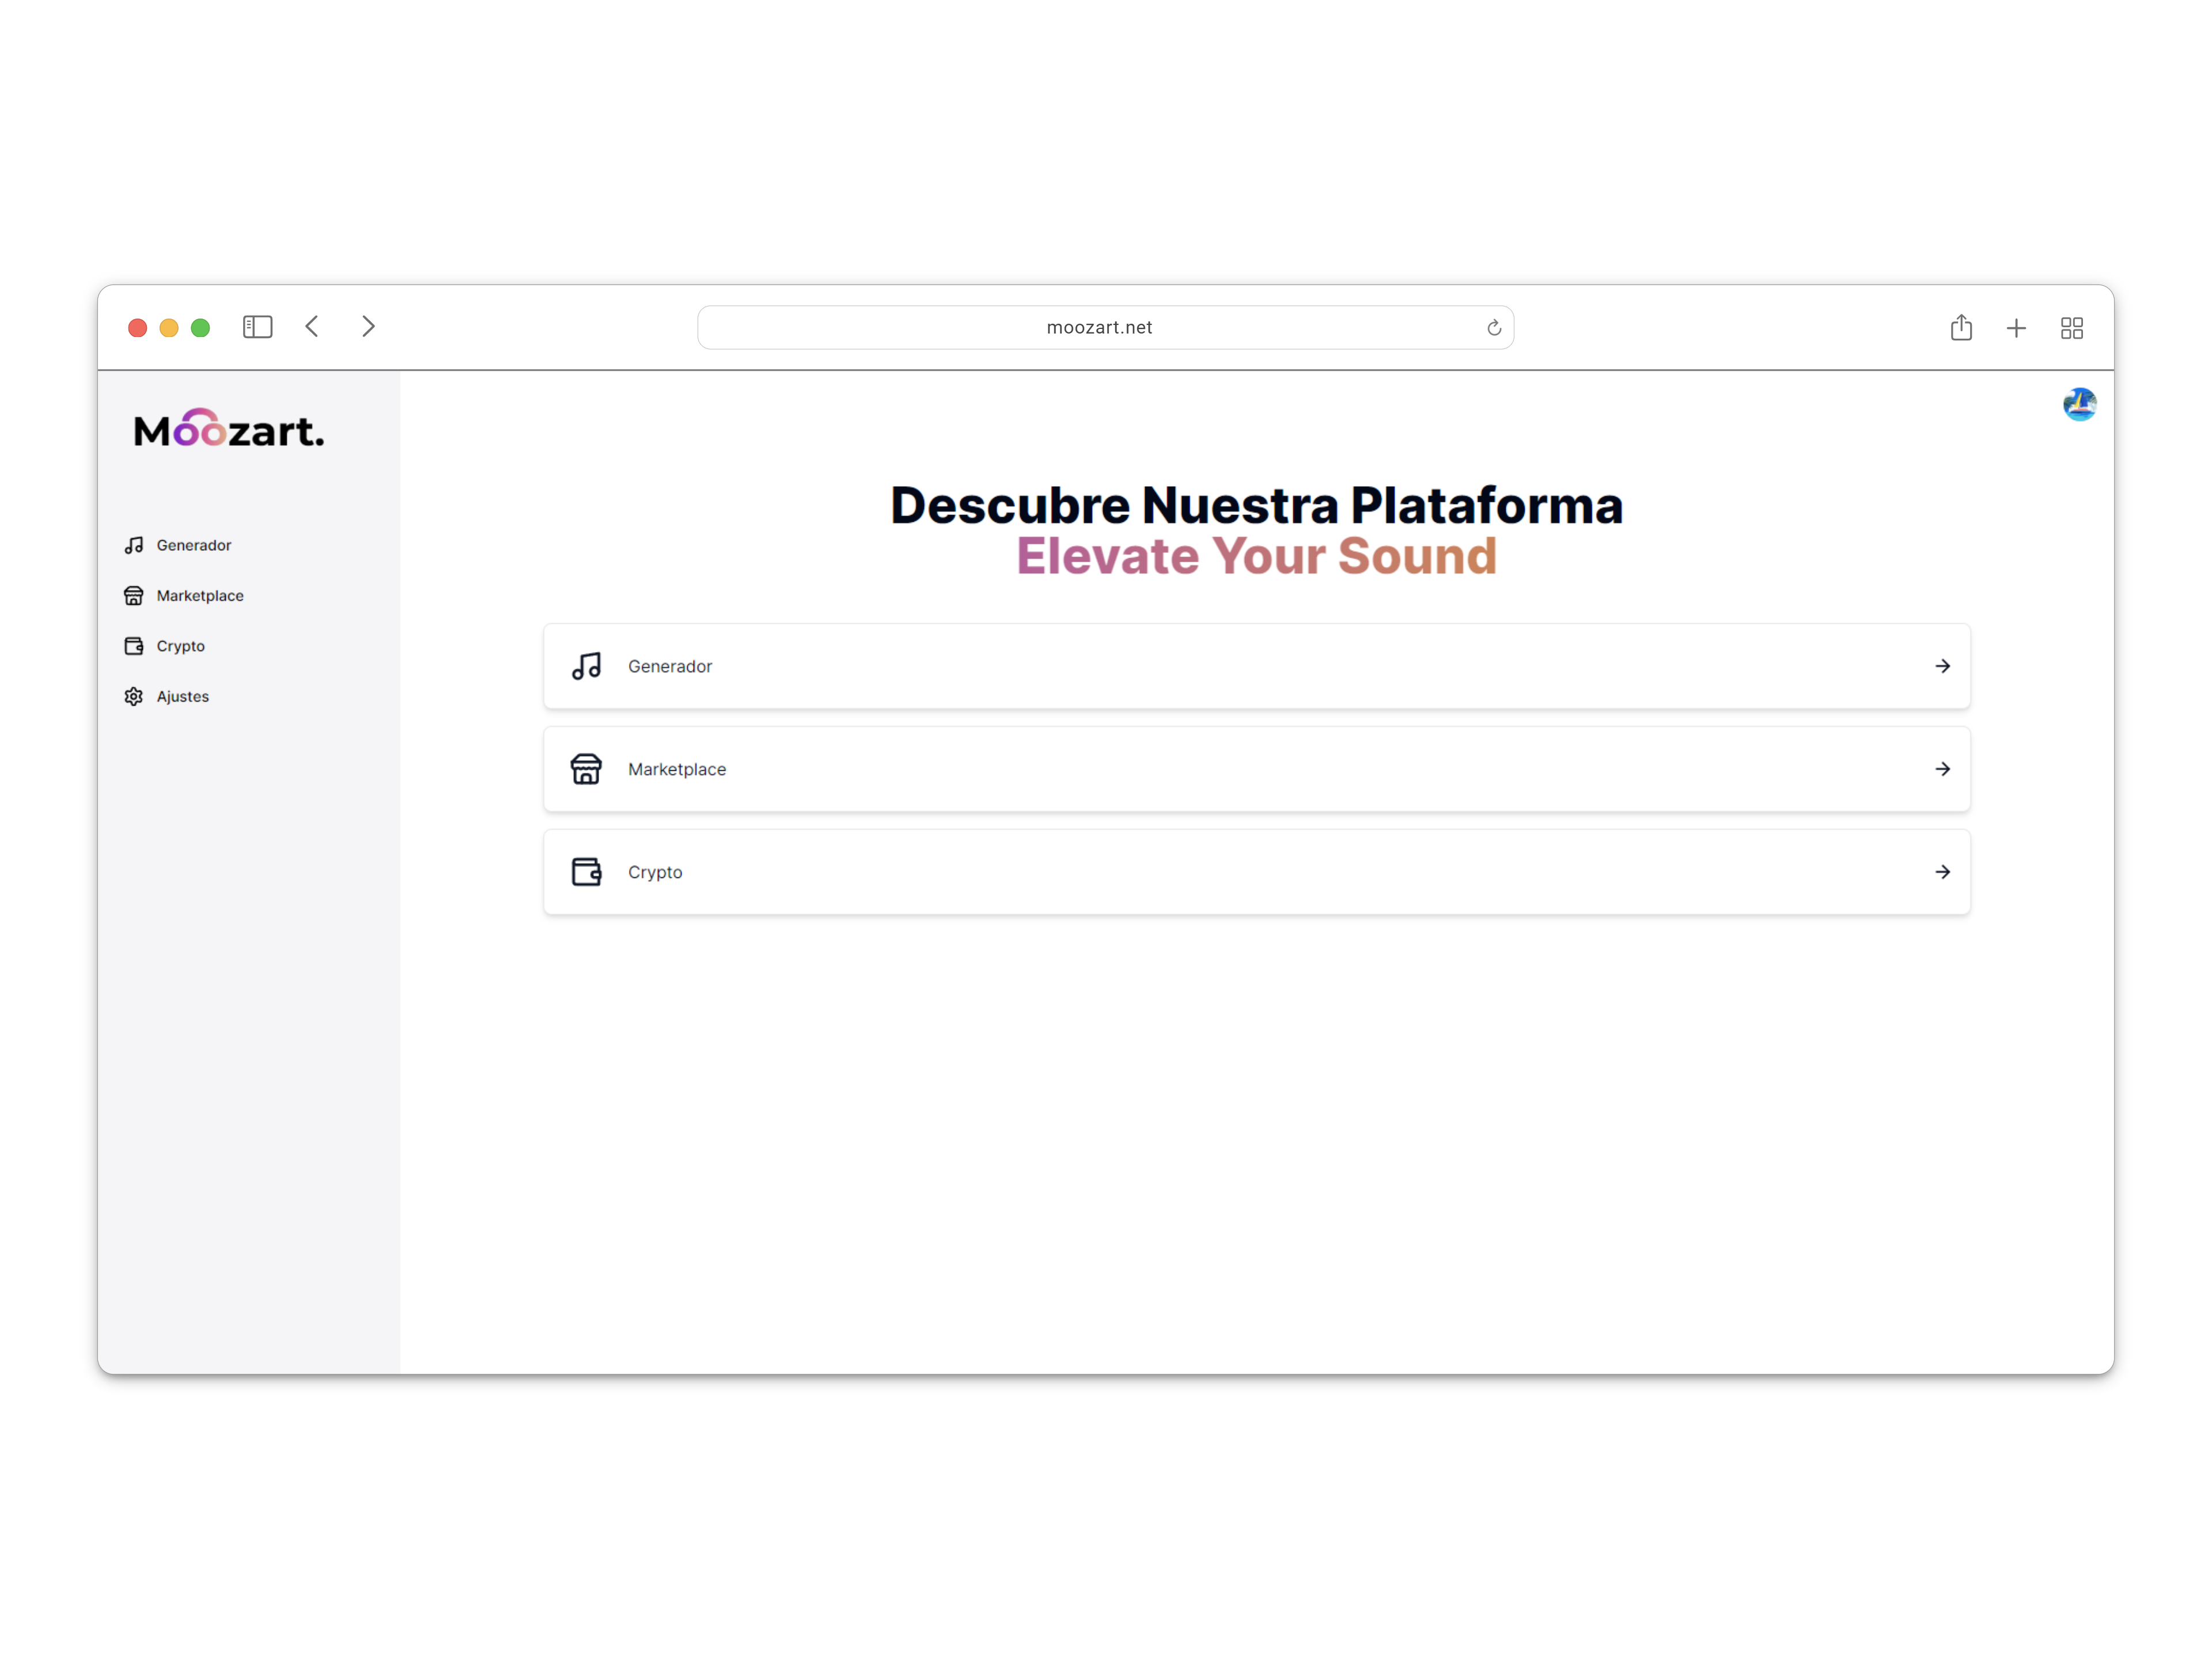 moozart.net
Moozart.
Generador
Marketplace
Crypto
Ajustes
Descubre Nuestra Plataforma
Elevate Your Sound
Generador
Marketplace
Crypto